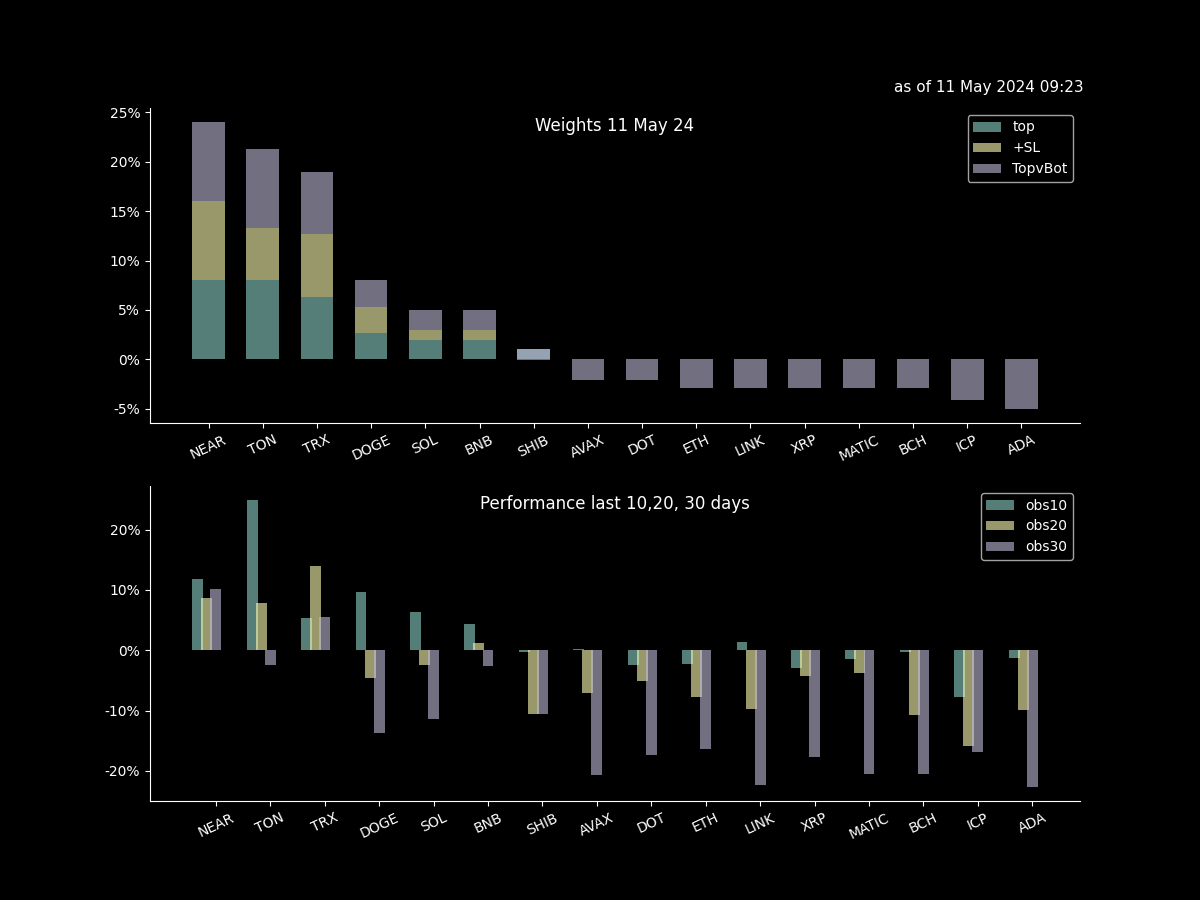 as of 11 May 2024 09:23
Weights 11 May 24
top
+SL
TopvBot
25%
20%
15%
10%
5%
0%
-5%
NEAR TON TRX DOGE SOL BNB SHIB AVAX DOT ETH LINK XRP MATIC BCH ICP ADA
Performance last 10,20, 30 days
obs10
obs20
obs30
20%
10%
0%
-10%
-20%
NEAR TON TRX DOGE SOL BNB SHIB AVAX DOT ETH LINK XRP MATIC BCH ICP ADA